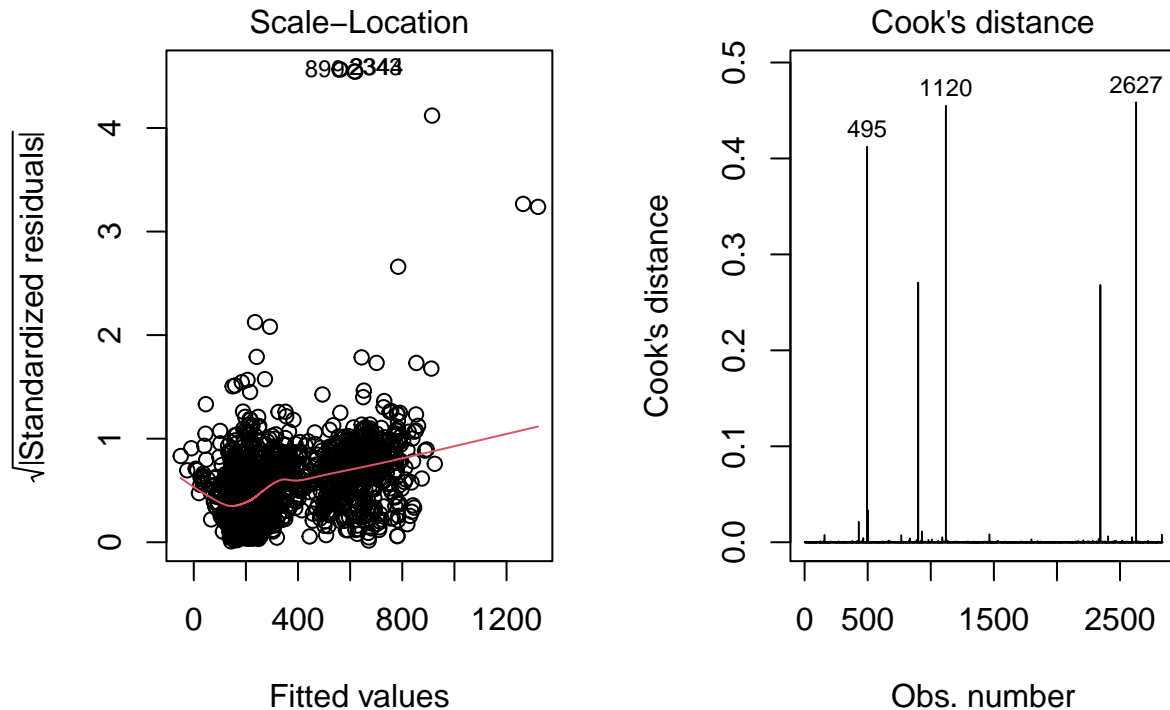 Scale−Location
899
2344
√|Standardized residuals|
4
3
2
1
0
0 400 800 1200
Fitted values
Cook's distance
0.5
0.4
0.3
0.2
0.1
0.0
495
1120
2627
Cook's distance
0 500 1500 2500
Obs. number